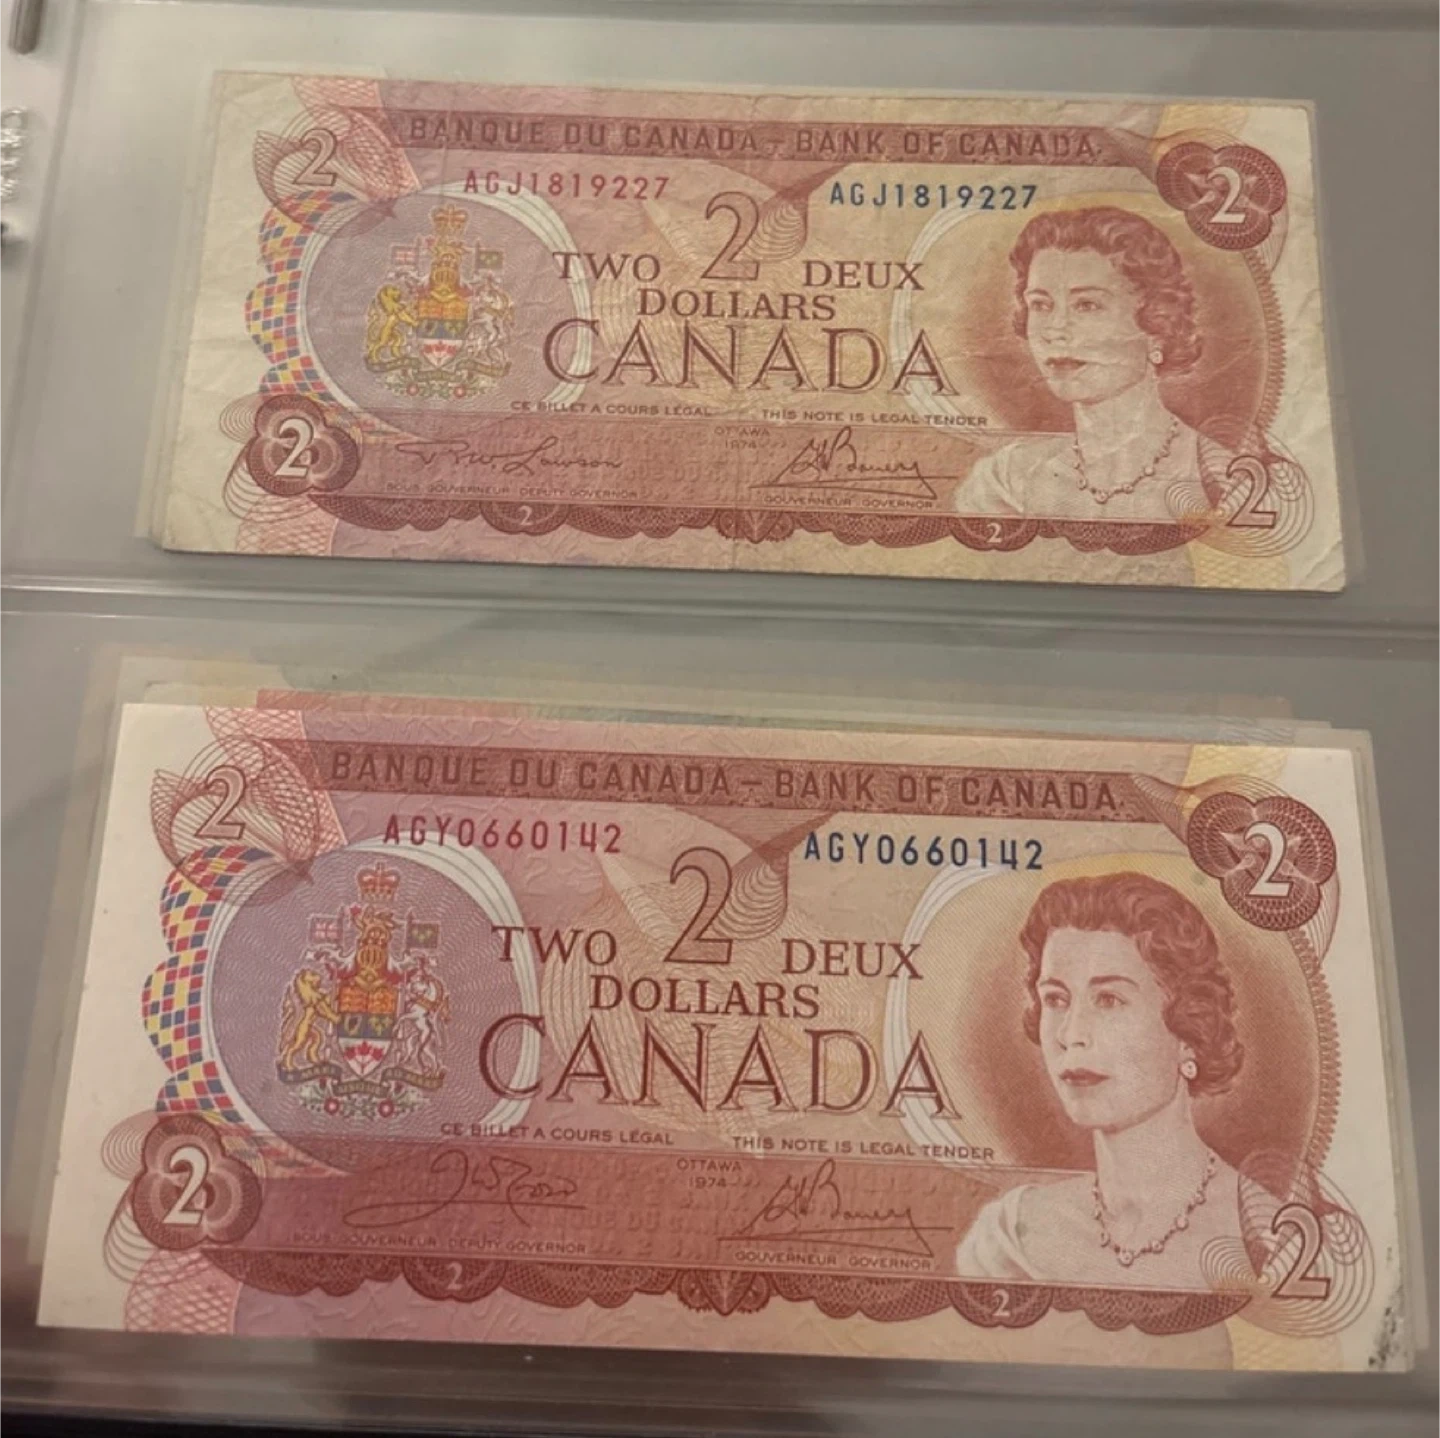 2
BANQUE DU CANADA - BANK OF CANADA
2
AGJ1819227
AGJ1819227
TWO 2 DEUX
DOLLARS
CANADA
CE BILLET A COURS LÉGAL
THIS NOTE IS LEGAL TENDER
2
OTTAWA
1974
R.W. Lawson
G K Bouey
2
SOUS-GOUVERNEUR DEPUTY GOVERNOR
GOUVERNEUR GOVERNOR
2
2
2
BANQUE DU CANADA - BANK OF CANADA
2
AGY0660142
AGY0660142
TWO 2 DEUX
DOLLARS
CANADA
CE BILLET A COURS LÉGAL
THIS NOTE IS LEGAL TENDER
2
OTTAWA
1974
G K Bouey
2
SOUS-GOUVERNEUR DEPUTY GOVERNOR
GOUVERNEUR GOVERNOR
2
2